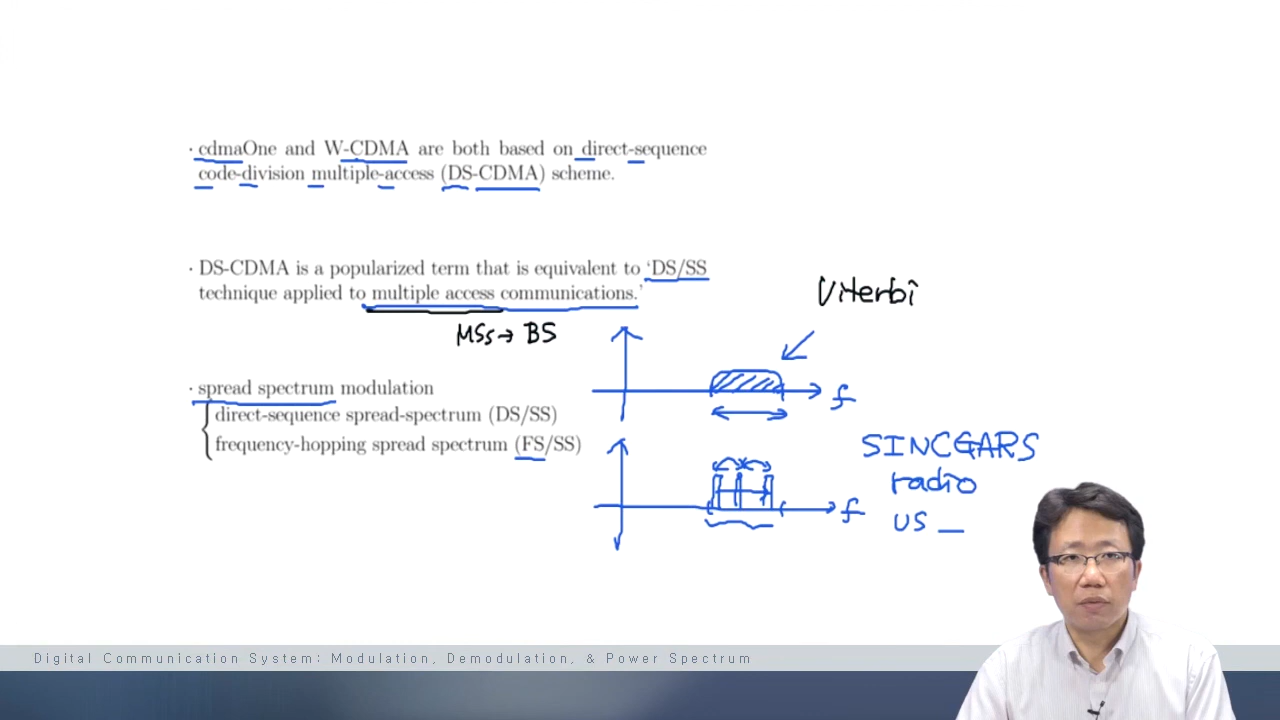 · cdmaOne and W-CDMA are both based on direct-sequence
code-division multiple-access (DS-CDMA) scheme.
· DS-CDMA is a popularized term that is equivalent to 'DS/SS
technique applied to multiple access communications.'
Viterbi
MSs → BS
f
· spread spectrum modulation
direct-sequence spread-spectrum (DS/SS)
frequency-hopping spread spectrum (FS/SS)
SINCGARS
radio
f
US _
Digital Communication System: Modulation, Demodulation, & Power Spectrum